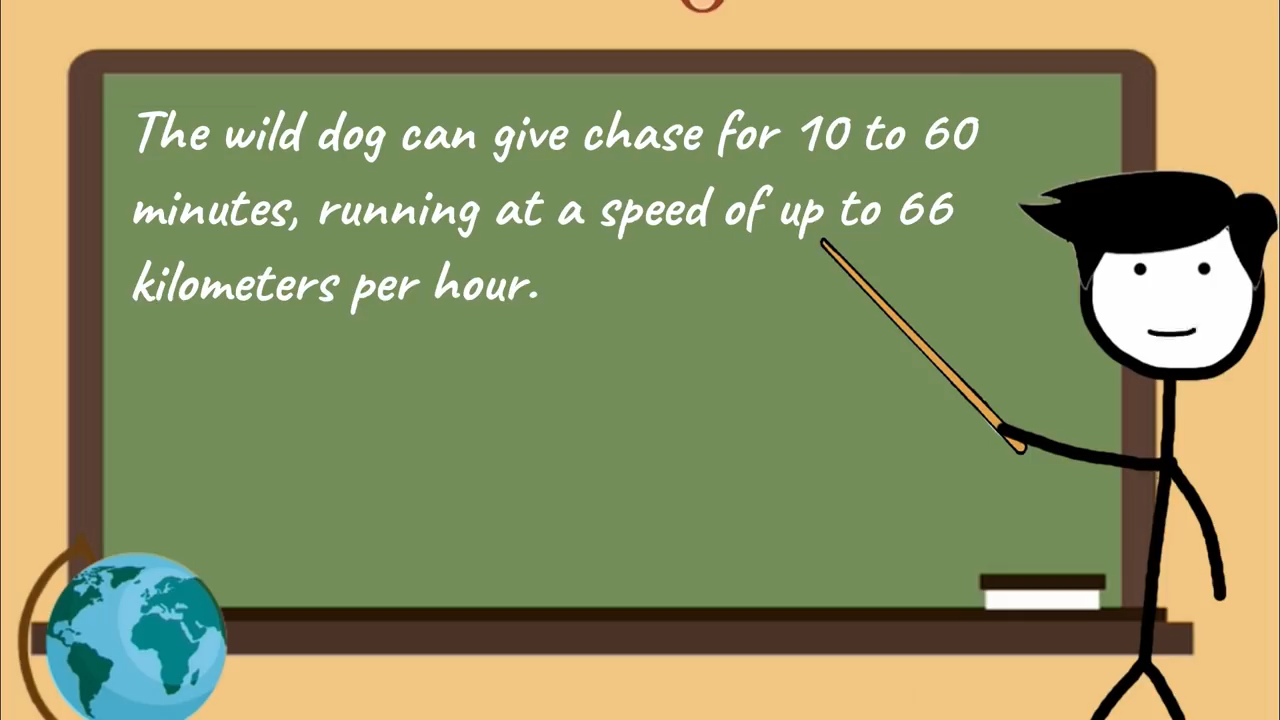 The wild dog can give chase for 10 to 60
minutes, running at a speed of up to 66
kilometers per hour.